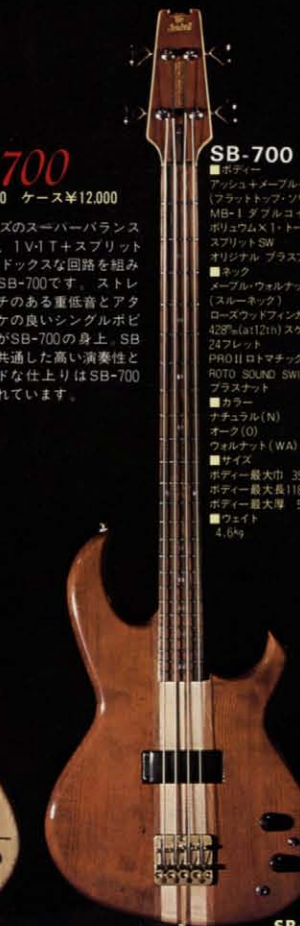 700
0 ケース¥12.000
ズのスーパーバランス
、1V・1T+スプリット
ドックスな回路を組み
SB-700です。ストレ
チのある重低音とアタ
ケの良いシングルポピ
がSB-700の身上。SB
共通した高い演奏性と
ドな仕上りはSB-700
れています。
SB-700
■ボディー
アッシュ+メープル
(フラットトップ・ソリ
MB-I ダブルコ
ボリュウム×1・トー
スプリットSW
オリジナル ブラスブ
■ネック
メープル・ウォルナッ
(スルーネック)
ローズウッドフィンガ
428%(at12th)スケ
24フレット
PROII ロトマチック
ROTO SOUND SWI
ブラスナット
■カラー
ナチュラル(N)
オーク(O)
ウォルナット(WA)
■サイズ
ボディー最大巾 3
ボディー最大長118
ボディー最大厚
■ウェイト
4.6kg
SB